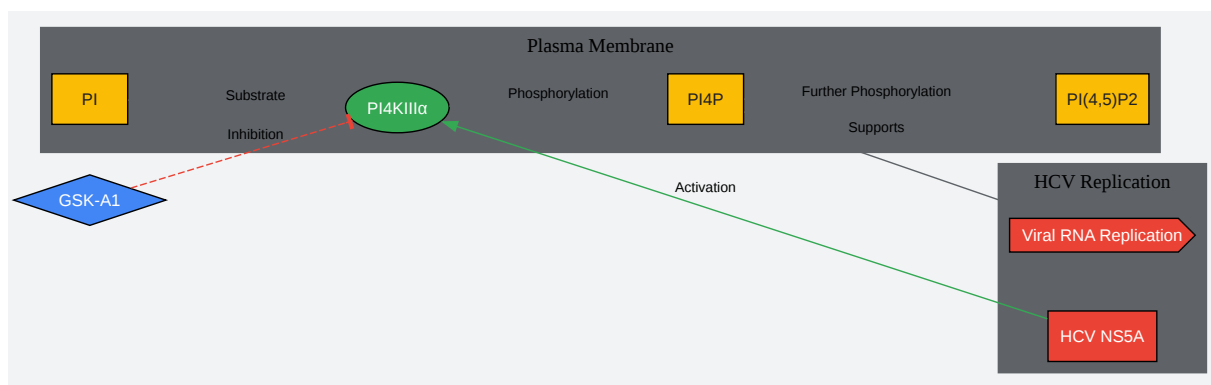 Plasma Membrane
PI
Substrate
PI4KIIIα
Phosphorylation
PI4P
Further Phosphorylation
PI(4,5)P2
Inhibition
Supports
GSK-A1
Activation
HCV Replication
Viral RNA Replication
HCV NS5A